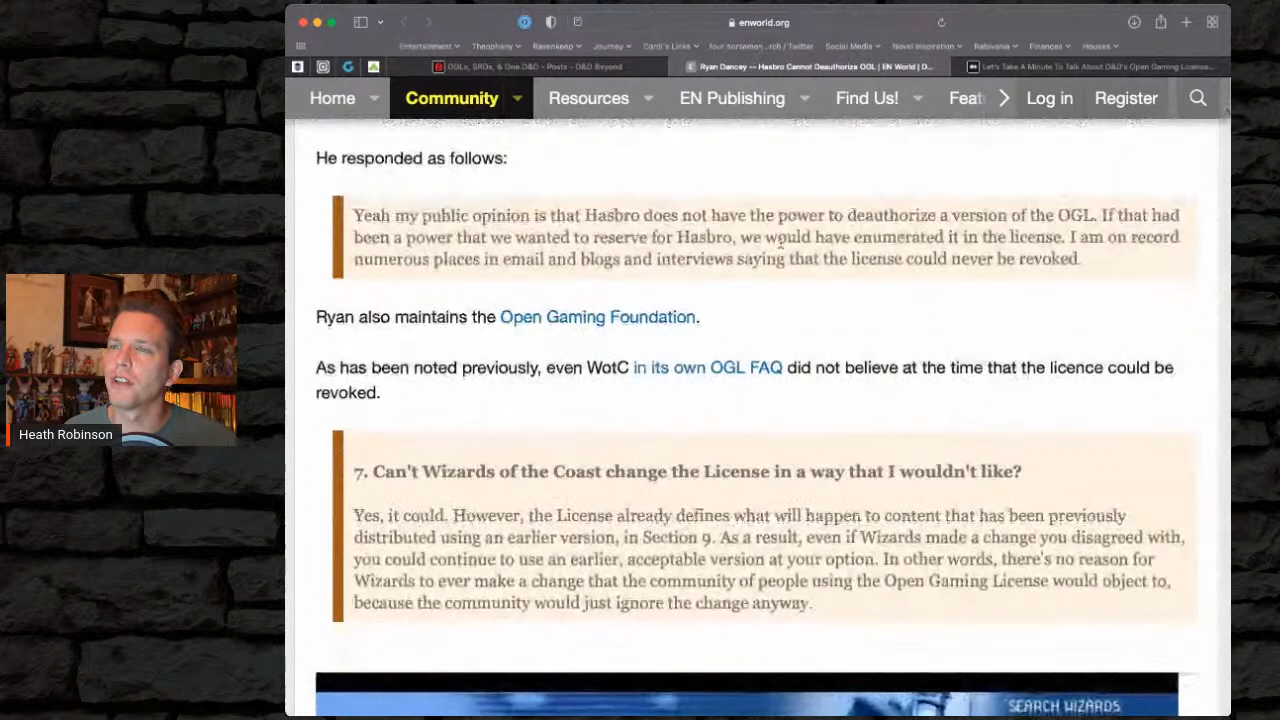 enworld.org
Entertainment Theophany Ravenkeep Journey Carol's Links four horsemen...rch / Twitter Social Media Novel Inspiration Rabivania Finances Houses
OGLs, SRDs, & One D&D - Posts - D&D Beyond
Ryan Dancey -- Hasbro Cannot Deauthorize OGL | EN World | D...
Let's Take A Minute To Talk About D&D's Open Gaming License...
Home Community Resources EN Publishing Find Us! Feat Log in Register
He responded as follows:
Yeah my public opinion is that Hasbro does not have the power to deauthorize a version of the OGL. If that had
been a power that we wanted to reserve for Hasbro, we would have enumerated it in the license. I am on record
numerous places in email and blogs and interviews saying that the license could never be revoked.
Ryan also maintains the Open Gaming Foundation.
As has been noted previously, even WotC in its own OGL FAQ did not believe at the time that the licence could be
revoked.
7. Can't Wizards of the Coast change the License in a way that I wouldn't like?
Yes, it could. However, the License already defines what will happen to content that has been previously
distributed using an earlier version, in Section 9. As a result, even if Wizards made a change you disagreed with,
you could continue to use an earlier, acceptable version at your option. In other words, there's no reason for
Wizards to ever make a change that the community of people using the Open Gaming License would object to,
because the community would just ignore the change anyway.
SEARCH WIZARDS
Heath Robinson